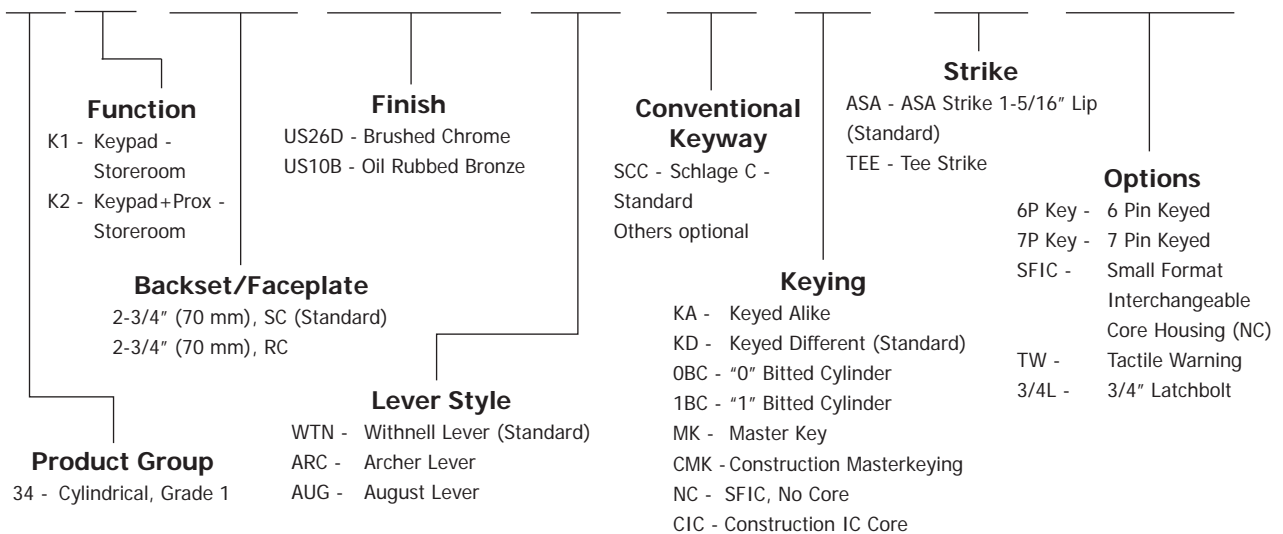 Function
K1 - Keypad -
Storeroom
K2 - Keypad+Prox -
Storeroom
Finish
US26D - Brushed Chrome
US10B - Oil Rubbed Bronze
Conventional
Keyway
SCC - Schlage C -
Standard
Others optional
Strike
ASA - ASA Strike 1-5/16" Lip
(Standard)
TEE - Tee Strike
Options
6P Key - 6 Pin Keyed
7P Key - 7 Pin Keyed
SFIC - Small Format
Interchangeable
Core Housing (NC)
TW - Tactile Warning
3/4L - 3/4" Latchbolt
Backset/Faceplate
2-3/4" (70 mm), SC (Standard)
2-3/4" (70 mm), RC
Keying
KA - Keyed Alike
KD - Keyed Different (Standard)
0BC - "0" Bitted Cylinder
1BC - "1" Bitted Cylinder
MK - Master Key
CMK - Construction Masterkeying
NC - SFIC, No Core
CIC - Construction IC Core
Lever Style
WTN - Withnell Lever (Standard)
ARC - Archer Lever
AUG - August Lever
Product Group
34 - Cylindrical, Grade 1